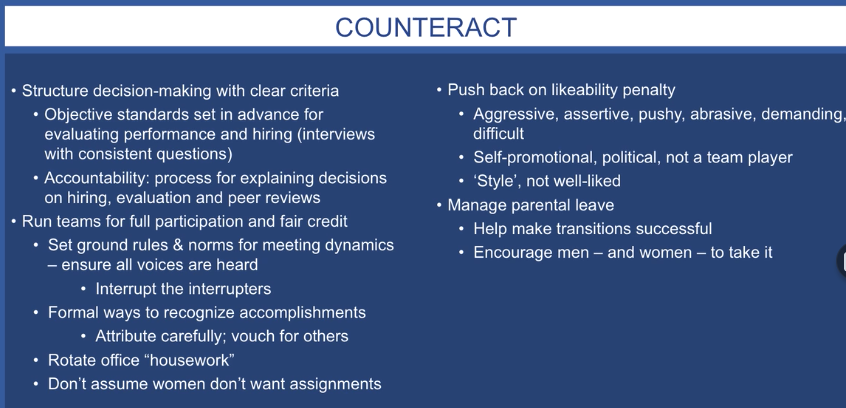 COUNTERACT
• Structure decision-making with clear criteria
• Objective standards set in advance for
evaluating performance and hiring (interviews
with consistent questions)
• Accountability: process for explaining decisions
on hiring, evaluation and peer reviews
• Run teams for full participation and fair credit
• Set ground rules & norms for meeting dynamics
– ensure all voices are heard
• Interrupt the interrupters
• Formal ways to recognize accomplishments
• Attribute carefully; vouch for others
• Rotate office “housework”
• Don’t assume women don’t want assignments
• Push back on likeability penalty
• Aggressive, assertive, pushy, abrasive, demanding,
difficult
• Self-promotional, political, not a team player
• ‘Style’, not well-liked
• Manage parental leave
• Help make transitions successful
• Encourage men – and women – to take it